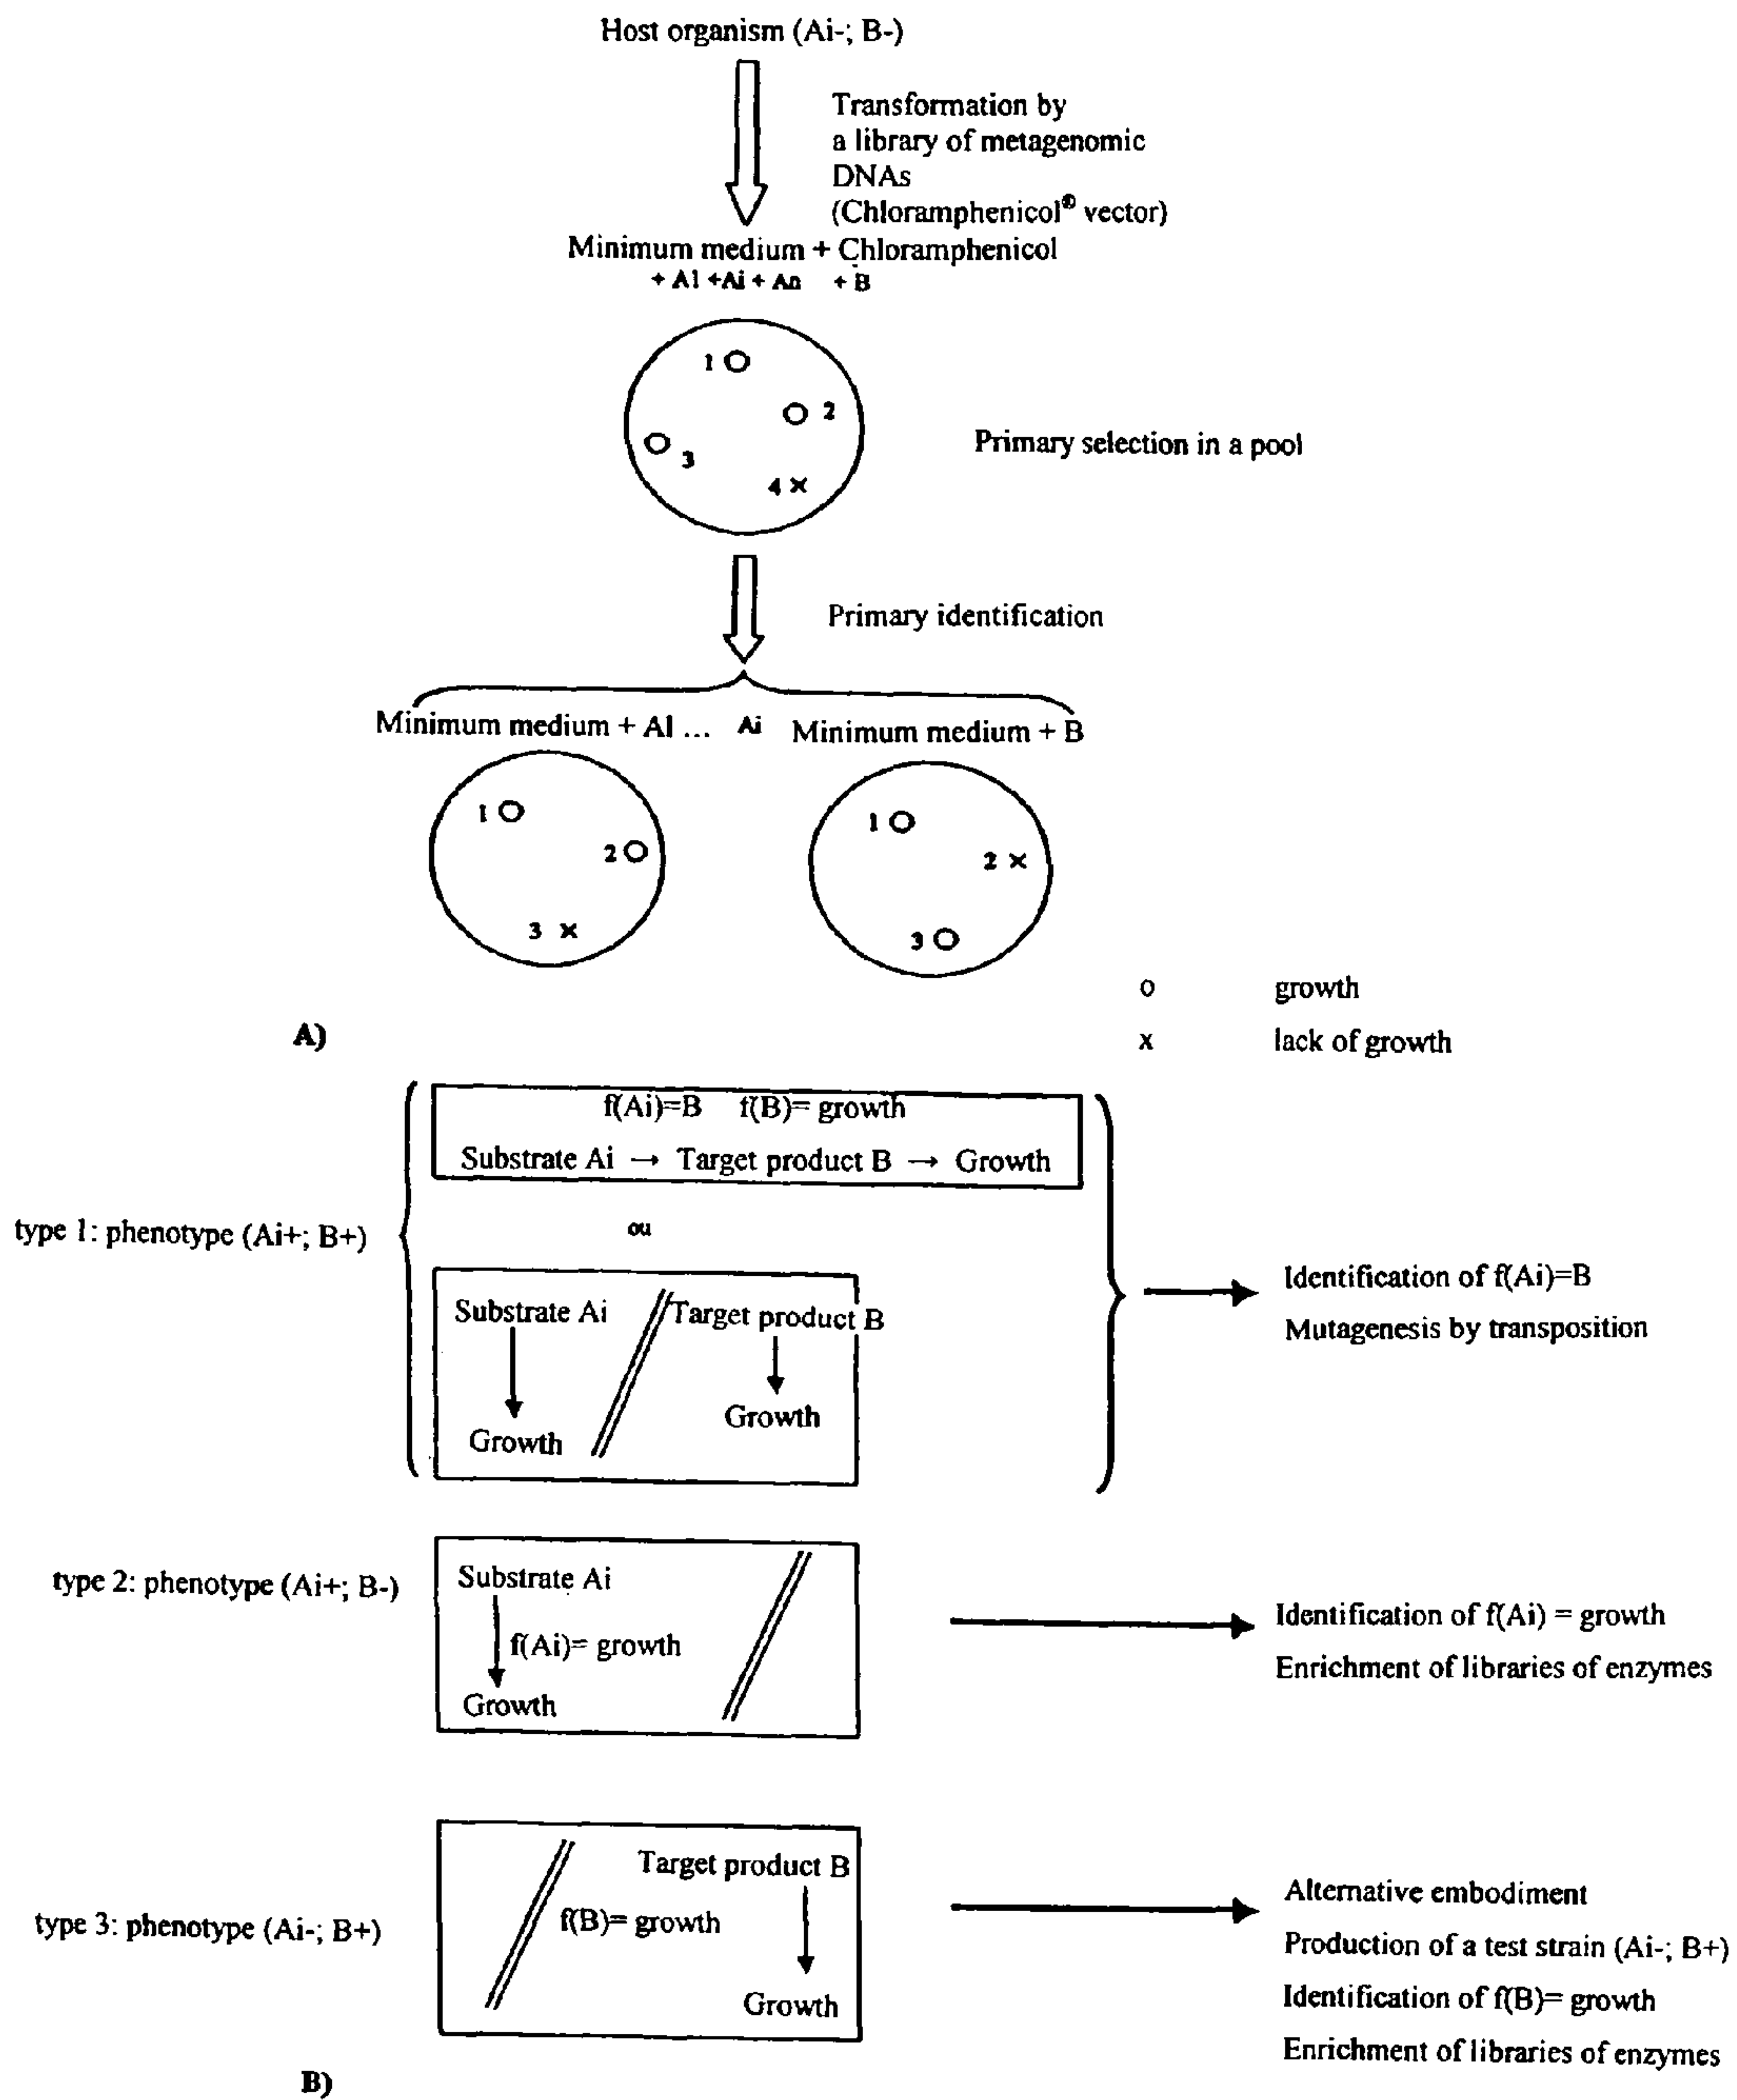 Host organism (Ai-; B-)
Transformation by
a library of metagenomic
DNAs
(Chloramphenicol® vector)
Minimum medium + Chloramphenicol
+ A1 +Ai + An + B
1
2
3
4 x
Primary selection in a pool
Primary identification
Minimum medium + A1 ... Ai Minimum medium + B
1
2
3 x
1
2 x
3
o growth
x lack of growth
A)
f(Ai)=B f(B)= growth
Substrate Ai → Target product B → Growth
type 1: phenotype (Ai+; B+)
ou
Substrate Ai
Target product B
Growth
Growth
Identification of f(Ai)=B
Mutagenesis by transposition
type 2: phenotype (Ai+; B-)
Substrate Ai
f(Ai)= growth
Growth
Identification of f(Ai) = growth
Enrichment of libraries of enzymes
type 3: phenotype (Ai-; B+)
Target product B
f(B)= growth
Growth
Alternative embodiment
Production of a test strain (Ai-; B+)
Identification of f(B)= growth
Enrichment of libraries of enzymes
B)